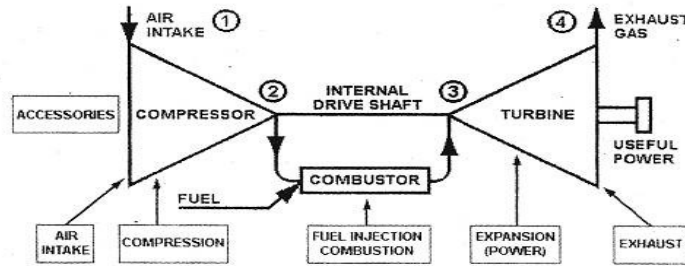 AIR
INTAKE
1
4
EXHAUST
GAS
2
INTERNAL
DRIVE SHAFT
3
ACCESSORIES
COMPRESSOR
TURBINE
USEFUL
POWER
COMBUSTOR
FUEL
AIR
INTAKE
COMPRESSION
FUEL INJECTION
COMBUSTION
EXPANSION
(POWER)
EXHAUST